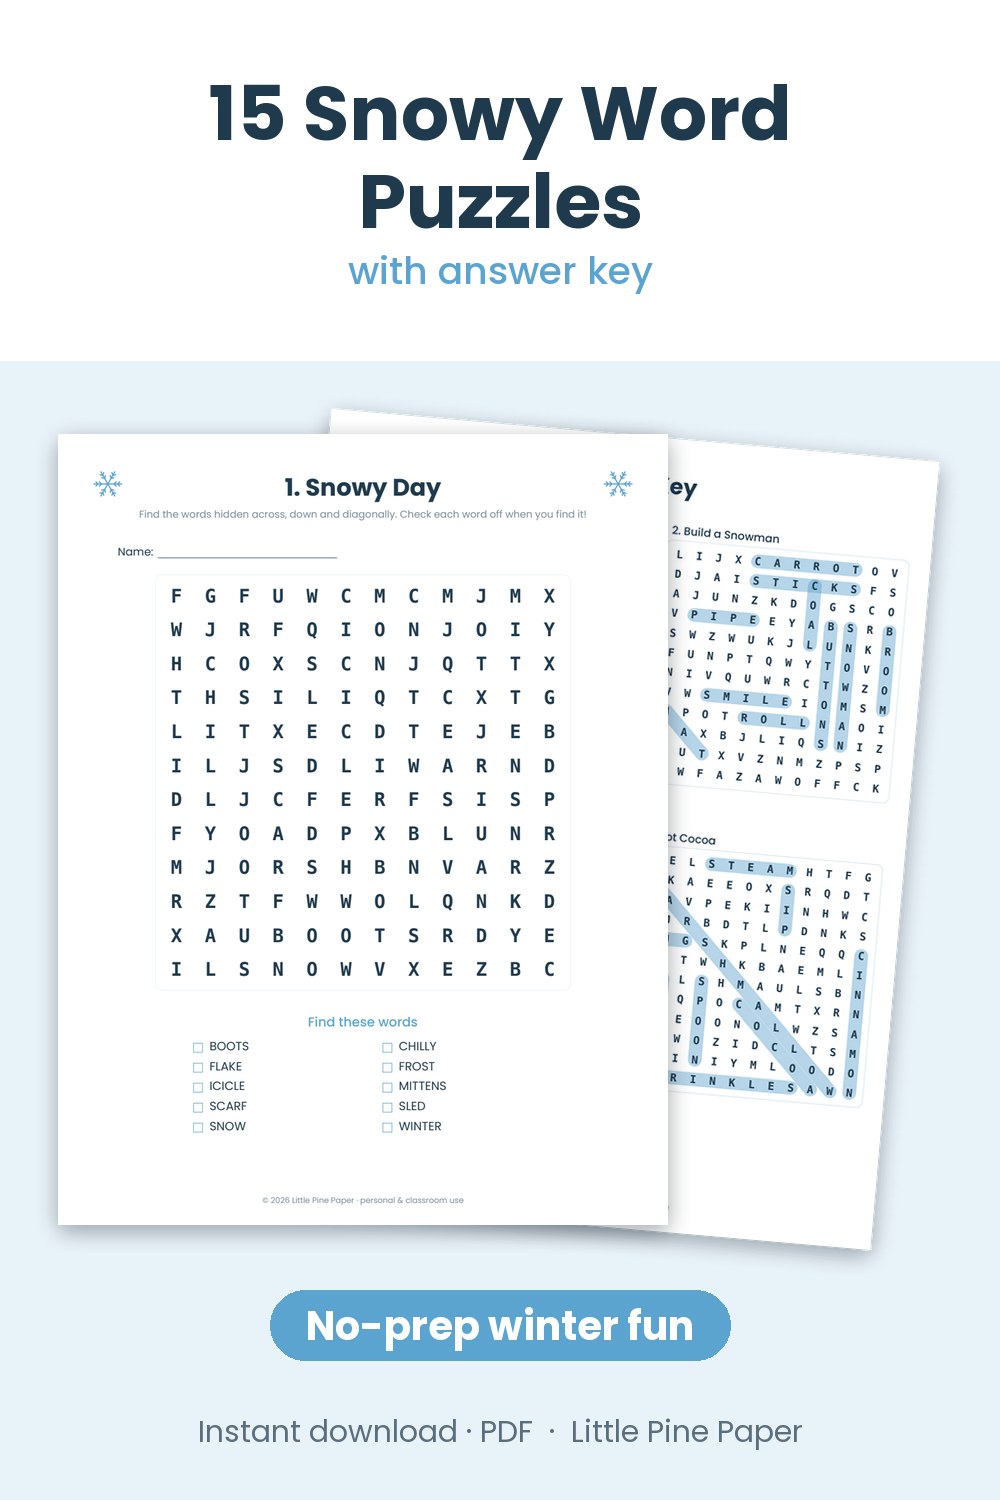 15 Snowy Word
Puzzles
with answer key
1. Snowy Day
Find the words hidden across, down and diagonally. Check each word off when you find it!
Name:
F G F U W C M C M J M X
W J R F Q I O N J O I Y
H C O X S C N J Q T T X
T H S I L I Q T C X T G
L I T X E C D T E J E B
I L J S D L I W A R N D
D L J C F E R F S I S P
F Y O A D P X B L U N R
M J O R S H B N V A R Z
R Z T F W W O L Q N K D
X A U B O O T S R D Y E
I L S N O W V X E Z B C
Find these words
BOOTS CHILLY
FLAKE FROST
ICICLE MITTENS
SCARF SLED
SNOW WINTER
© 2026 Little Pine Paper · personal & classroom use
ey
2. Build a Snowman
L I J X C A R R O T O V
D J A I S T I C K S F S
A J U N Z K D O G S C O
V P I P E E Y A B S R B
S W Z W U K J L U N K R
F U N P T Q W Y T O V O
N I V Q U W R C T W Z O
V W S M I L E I O M S M
P O T R O L L N A O I
A X B J L I Q S N I Z
U T X V Z N M Z P S P
W F A Z A W O F F C K
ot Cocoa
E L S T E A M H T F G
K A E E O X S R Q D T
A V P E K I I N H W C
J R B D T L P D N K S
G S K P L N E Q Q C
T W H K B A E M L I
L S H M A U L S B N
Q P O C A M T X R N
E O O N O L W Z S A
W O Z I D C L T S M
I N I Y M L O O D O
R I N K L E S A W N
No-prep winter fun
Instant download · PDF · Little Pine Paper